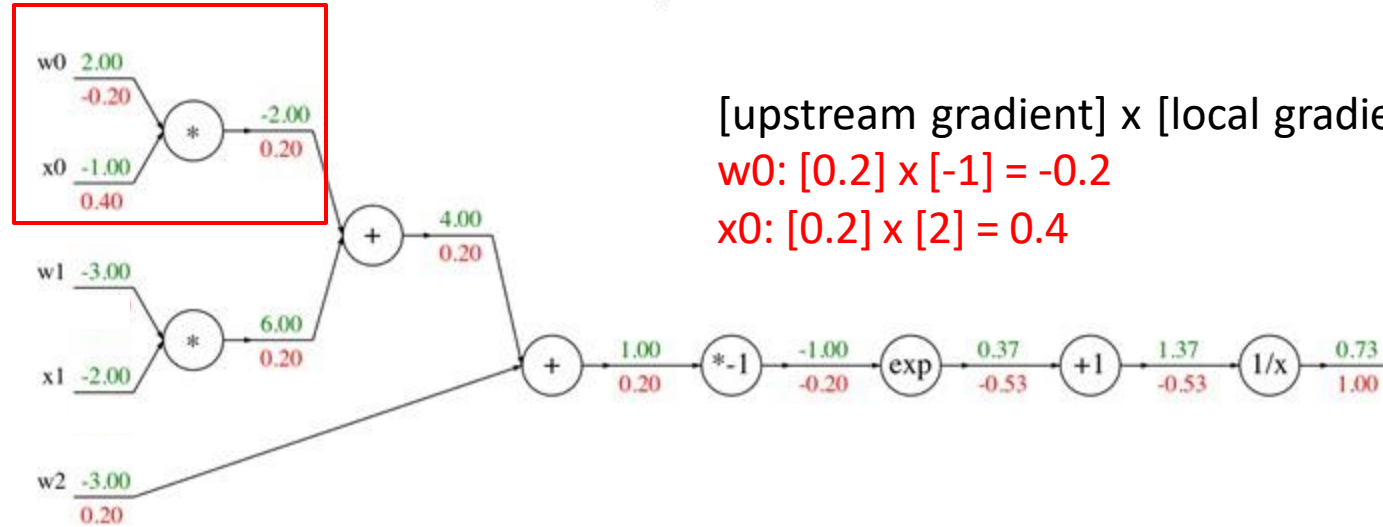 w0 2.00
-0.20
*
-2.00
0.20
x0 -1.00
0.40
[upstream gradient] x [local gradie
w0: [0.2] x [-1] = -0.2
x0: [0.2] x [2] = 0.4
+
4.00
0.20
w1 -3.00
*
6.00
0.20
x1 -2.00
+
1.00
0.20
*-1
-1.00
-0.20
exp
0.37
-0.53
+1
1.37
-0.53
1/x
0.73
1.00
w2 -3.00
0.20